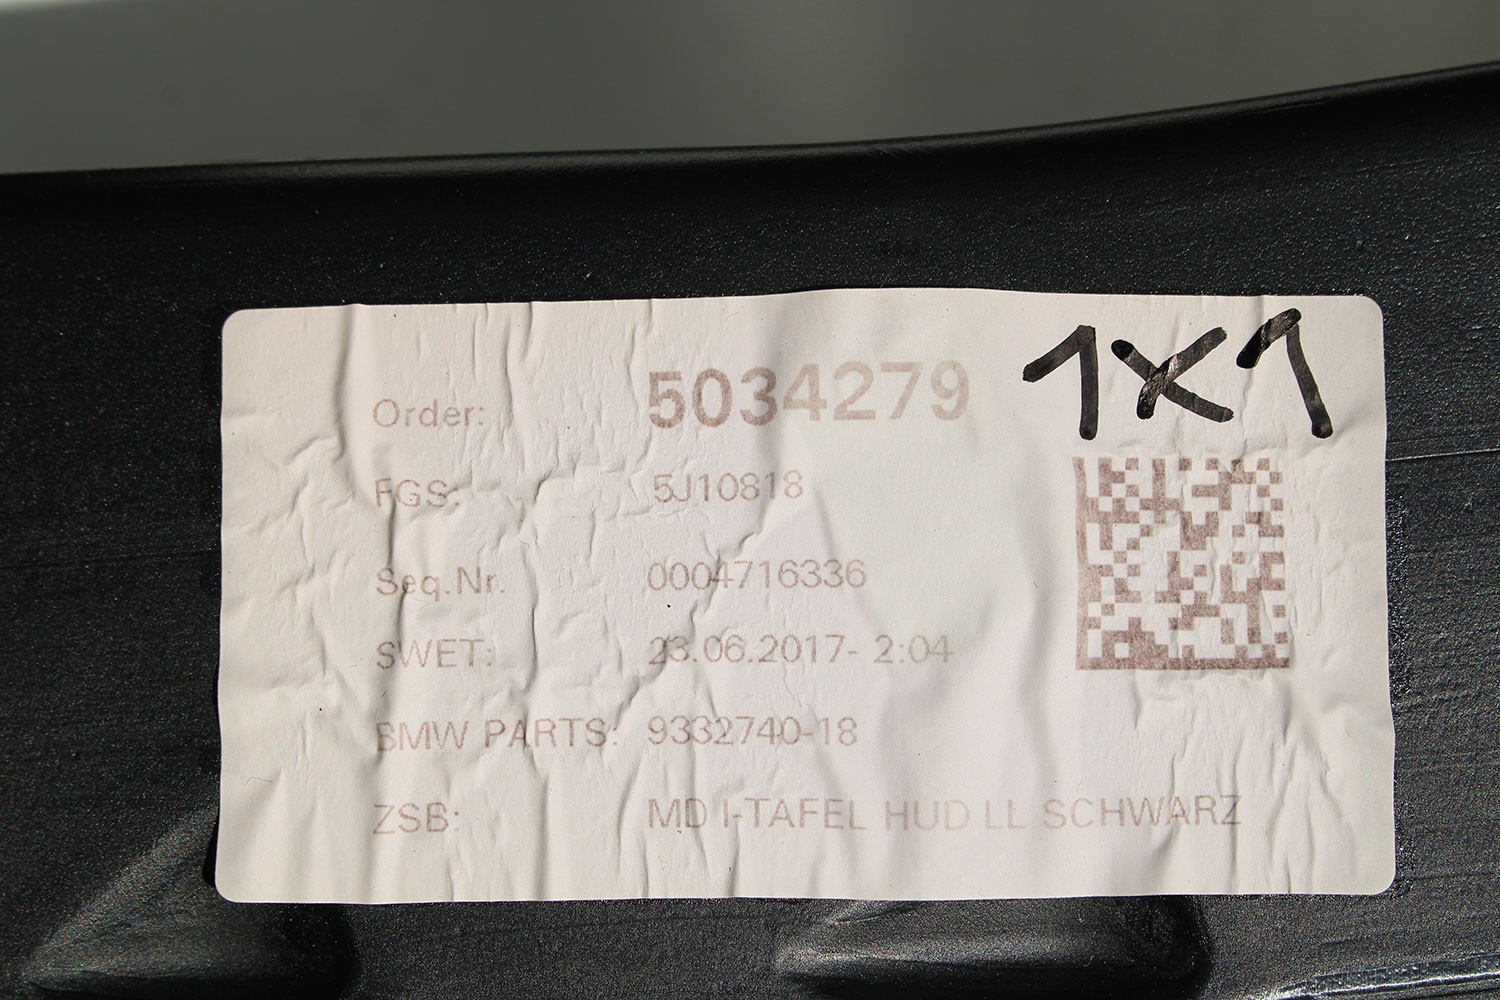 1x1
Order: 5034279
FGS: 5J10818
Seq.Nr. 0004716336
SWET: 23.06.2017- 2:04
BMW PARTS: 9332740-18
ZSB: MD I-TAFEL HUD LL SCHWARZ